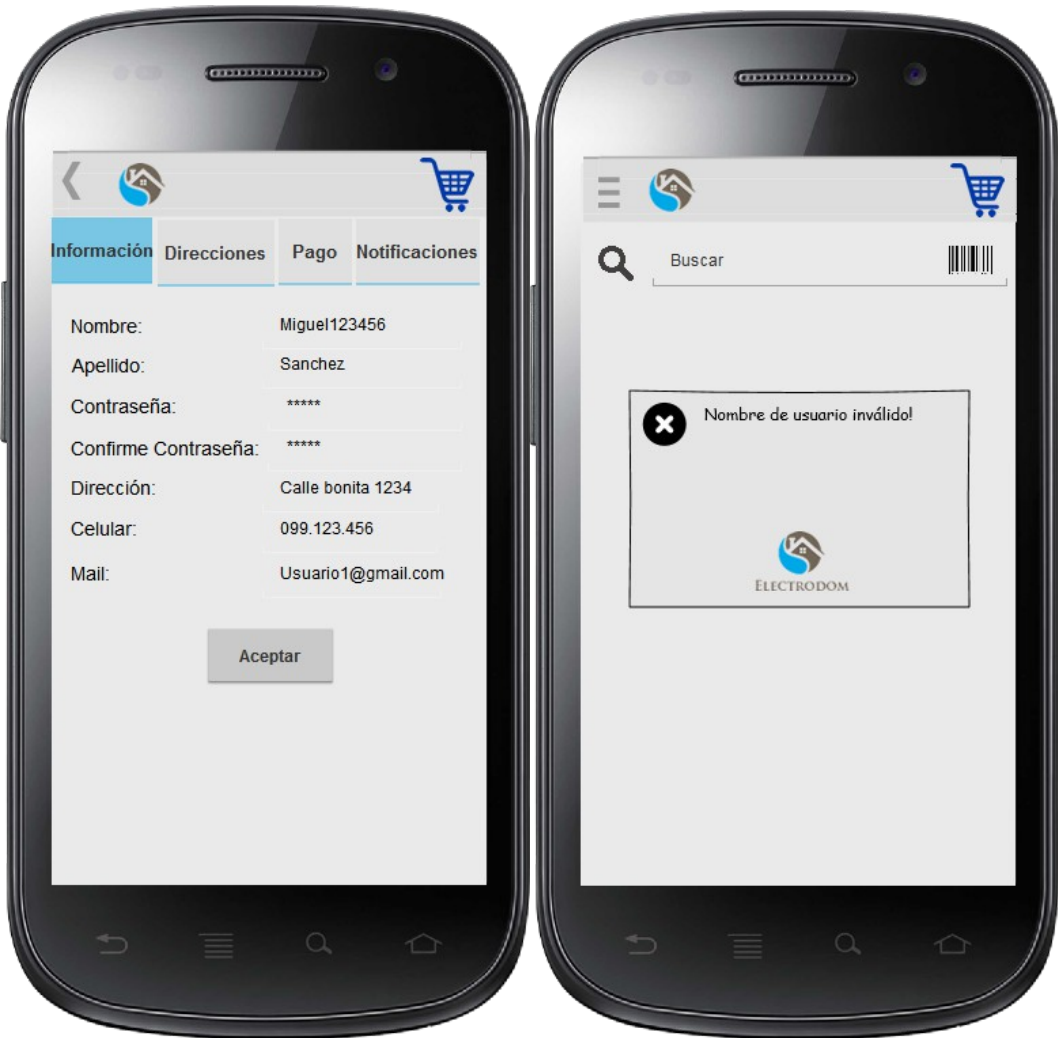 Información Direcciones Pago Notificaciones
Nombre: Miguel123456
Apellido: Sanchez
Contraseña: *****
Confirme Contraseña: *****
Dirección: Calle bonita 1234
Celular: 099.123.456
Mail: Usuario1@gmail.com
Aceptar
Buscar
Nombre de usuario inválido!
ELECTRODOM